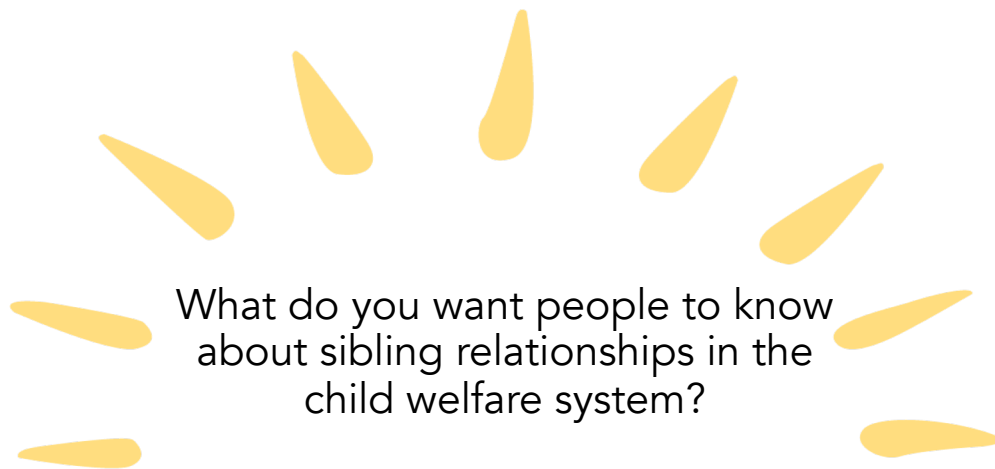 What do you want people to know
about sibling relationships in the
child welfare system?